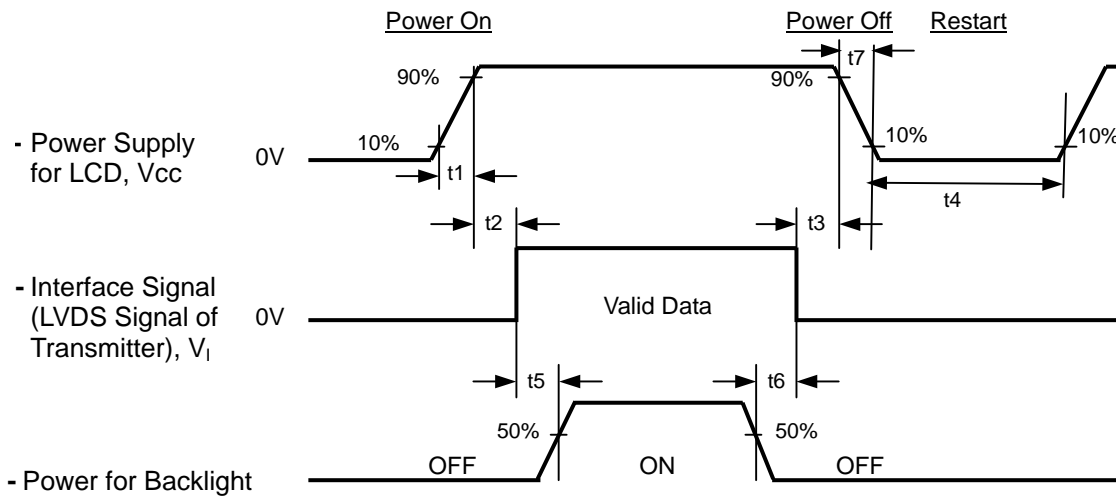 Power On
Power Off
Restart
t7
90%
90%
- Power Supply
for LCD, Vcc
0V
10%
10%
10%
t1
t4
t2
t3
- Interface Signal
(LVDS Signal of
Transmitter), VI
0V
Valid Data
t5
t6
50%
50%
- Power for Backlight
OFF
ON
OFF